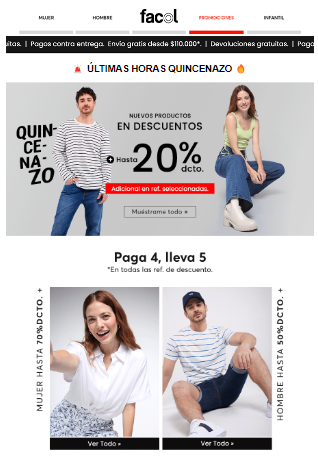 MUJER HOMBRE facol PROMOCIONES INFANTIL
uitas. | Pagos contra entrega. Envío gratis desde $110.000*. | Devoluciones gratuitas. | Pagos
🚨 ÚLTIMAS HORAS QUINCENAZO 🔥
QUIN-
CE-
NA-
ZO
NUEVOS PRODUCTOS
EN DESCUENTOS
Hasta 20% dcto.
Adicional en ref. seleccionadas.
Muéstrame todo »
Paga 4, lleva 5
*En todas las ref. de descuento.
MUJER HASTA 70%DCTO. +
HOMBRE HASTA 50%DCTO. +
Ver Todo »
Ver Todo »